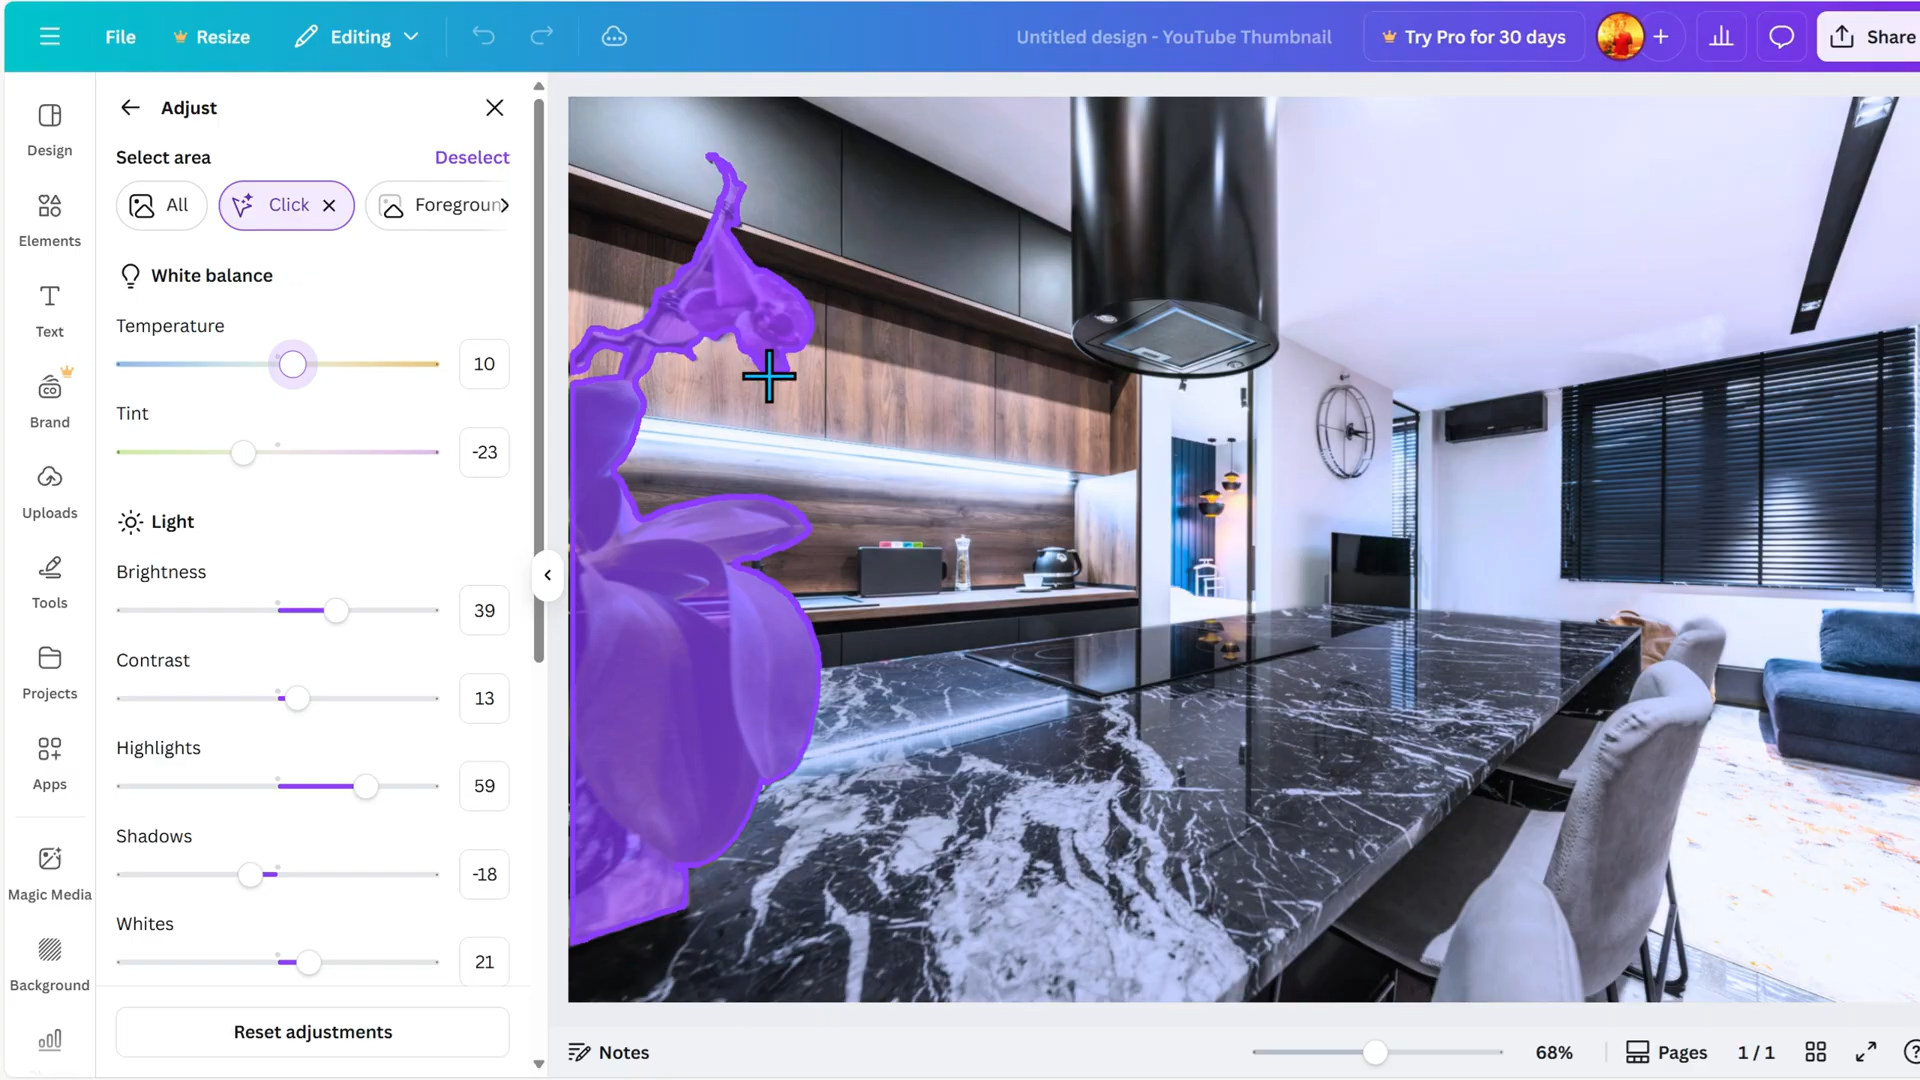 File
Resize
Editing
Untitled design - YouTube Thumbnail
Try Pro for 30 days
Share
Design
Elements
Text
Brand
Uploads
Tools
Projects
Apps
Magic Media
Background
Adjust
Select area
Deselect
All
Click
Foregroun
White balance
Temperature
10
Tint
-23
Light
Brightness
39
Contrast
13
Highlights
59
Shadows
-18
Whites
21
Reset adjustments
Notes
68%
Pages
1 / 1